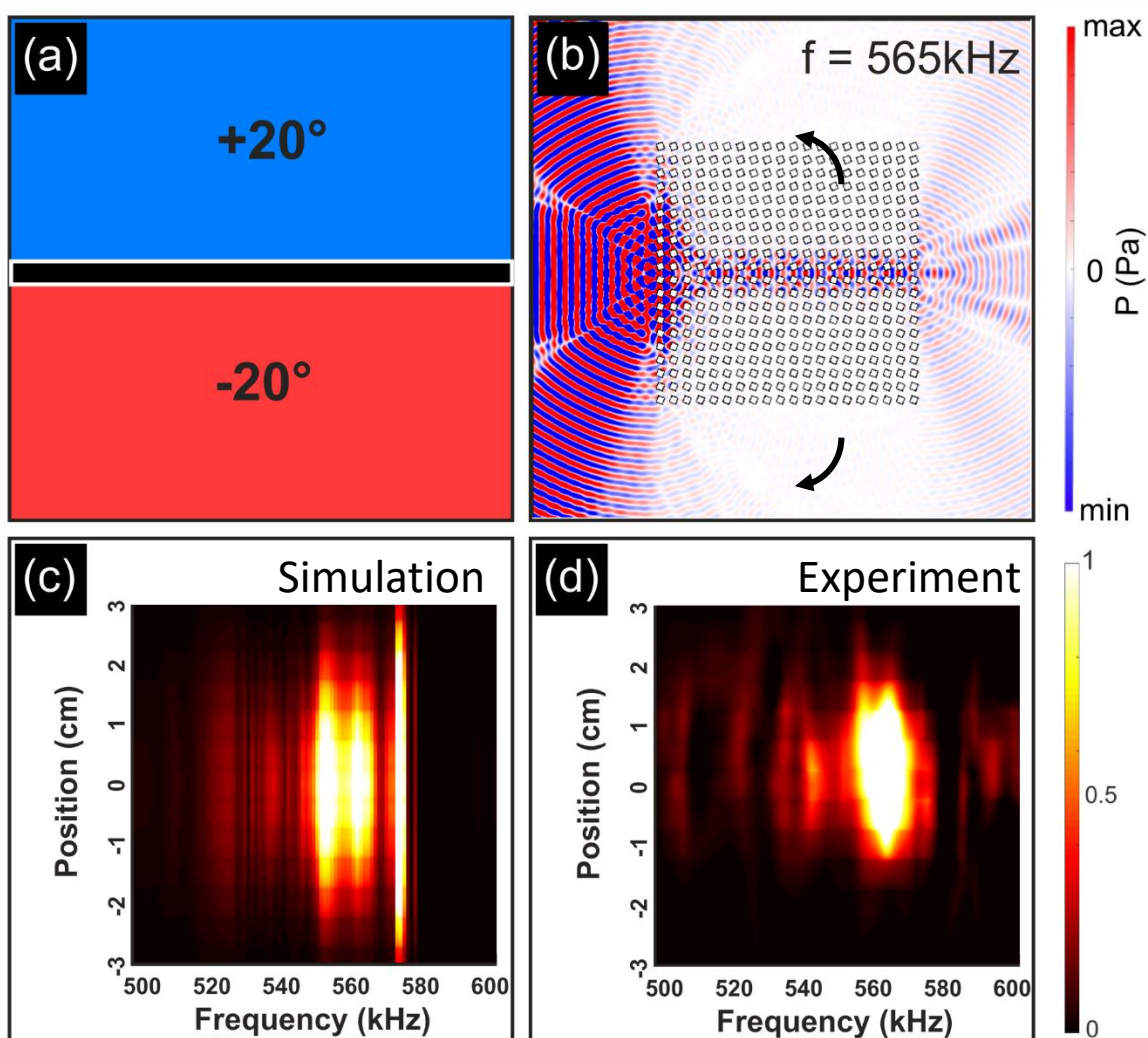 (a)
+20°
-20°
(b)
f = 565kHz
max
0
P (Pa)
min
(c)
Simulation
Position (cm)
3
2
1
0
-1
-2
-3
500 520 540 560 580 600
Frequency (kHz)
(d)
Experiment
Position (cm)
3
2
1
0
-1
-2
-3
500 520 540 560 580 600
Frequency (kHz)
1
0.5
0